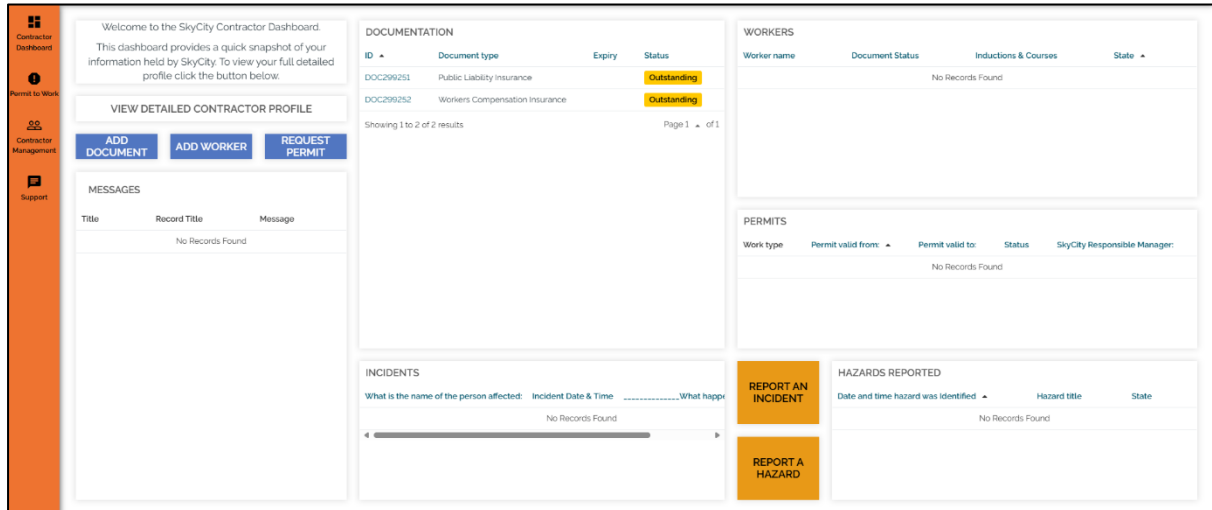 Contractor
Dashboard
Permit to Work
Contractor
Management
Support
Welcome to the SkyCity Contractor Dashboard.
This dashboard provides a quick snapshot of your
information held by SkyCity. To view your full detailed
profile click the button below.
VIEW DETAILED CONTRACTOR PROFILE
ADD
DOCUMENT
ADD WORKER
REQUEST
PERMIT
MESSAGES
Title Record Title Message
No Records Found
DOCUMENTATION
ID Document type Expiry Status
DOC299251 Public Liability Insurance Outstanding
DOC299252 Workers Compensation Insurance Outstanding
Showing 1 to 2 of 2 results Page 1 of 1
INCIDENTS
What is the name of the person affected: Incident Date & Time ______________What happe
No Records Found
WORKERS
Worker name Document Status Inductions & Courses State
No Records Found
PERMITS
Work type Permit valid from: Permit valid to: Status SkyCity Responsible Manager:
No Records Found
REPORT AN
INCIDENT
REPORT A
HAZARD
HAZARDS REPORTED
Date and time hazard was Identified Hazard title State
No Records Found